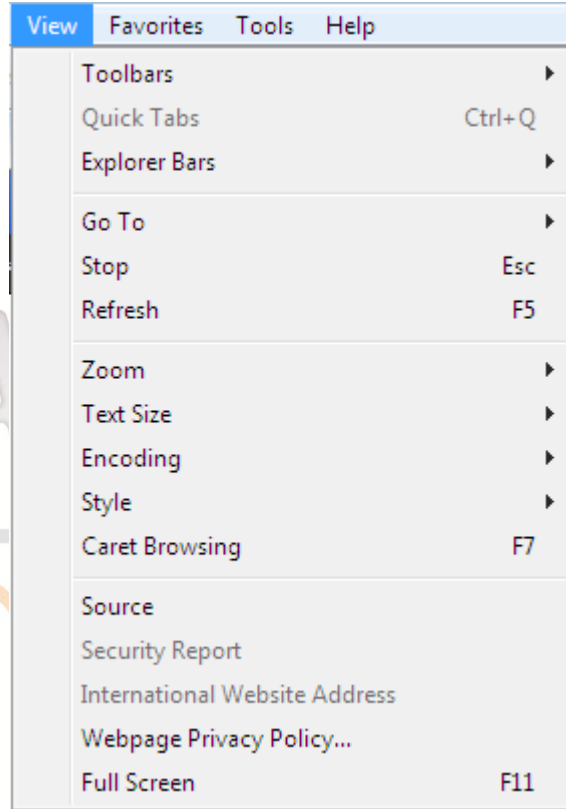 View Favorites Tools Help
Toolbars
Quick Tabs Ctrl+Q
Explorer Bars
Go To
Stop Esc
Refresh F5
Zoom
Text Size
Encoding
Style
Caret Browsing F7
Source
Security Report
International Website Address
Webpage Privacy Policy...
Full Screen F11